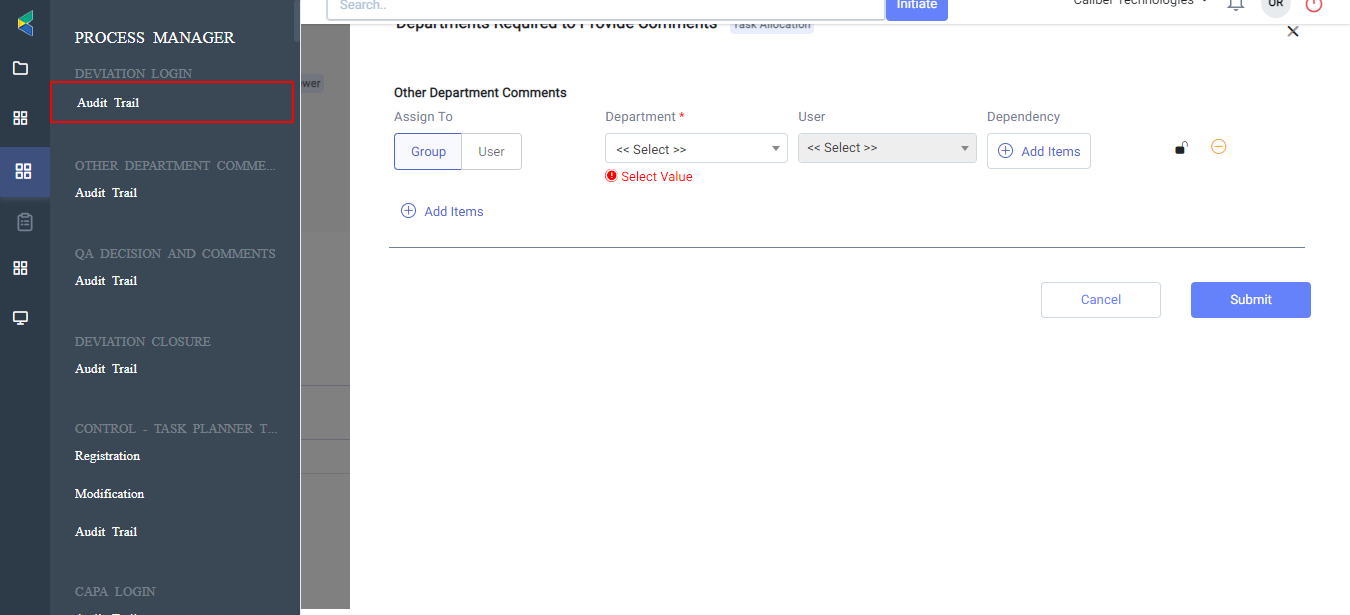 Search..
Initiate
Caliber Technologies
UR
PROCESS MANAGER
DEVIATION LOGIN
Audit Trail
OTHER DEPARTMENT COMME...
Audit Trail
QA DECISION AND COMMENTS
Audit Trail
DEVIATION CLOSURE
Audit Trail
CONTROL - TASK PLANNER T...
Registration
Modification
Audit Trail
CAPA LOGIN
Audit Trail
Departments Required to Provide Comments Task Allocation
Other Department Comments
Assign To Department * User Dependency
Group User << Select >> << Select >> Add Items
Select Value
Add Items
Cancel Submit